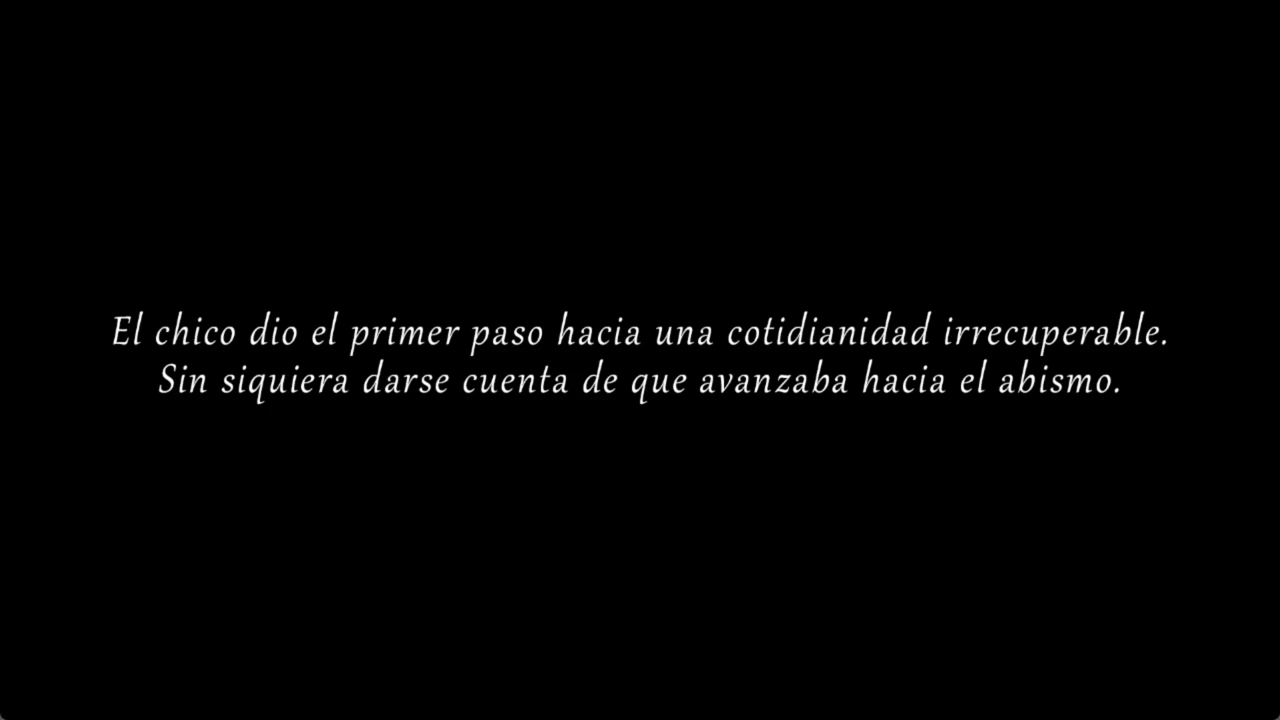 El chico dio el primer paso hacia una cotidianidad irrecuperable.
Sin siquiera darse cuenta de que avanzaba hacia el abismo.